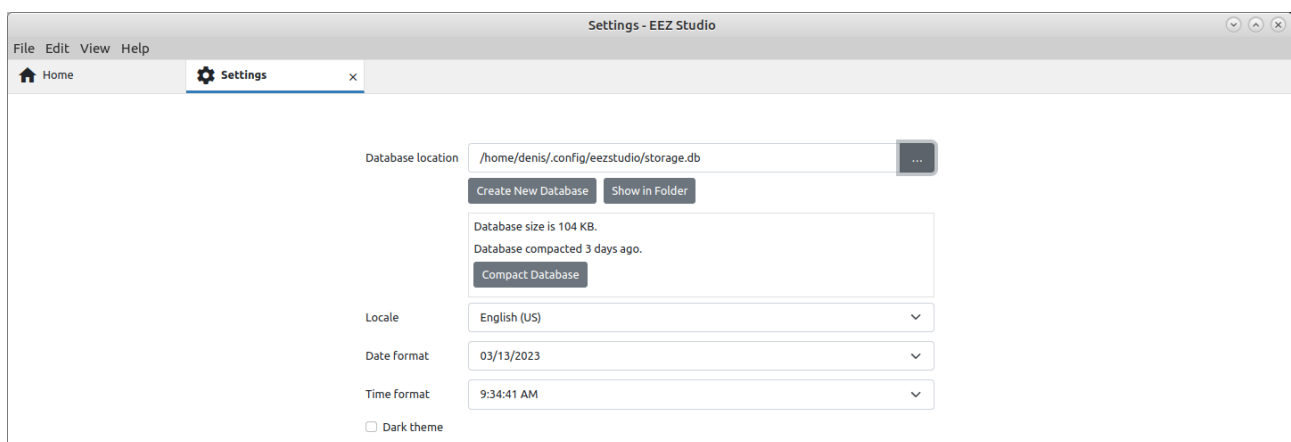 Settings - EEZ Studio
File Edit View Help
Home Settings ×
Database location /home/denis/.config/eezstudio/storage.db ...
Create New Database Show in Folder
Database size is 104 KB.
Database compacted 3 days ago.
Compact Database
Locale English (US)
Date format 03/13/2023
Time format 9:34:41 AM
Dark theme